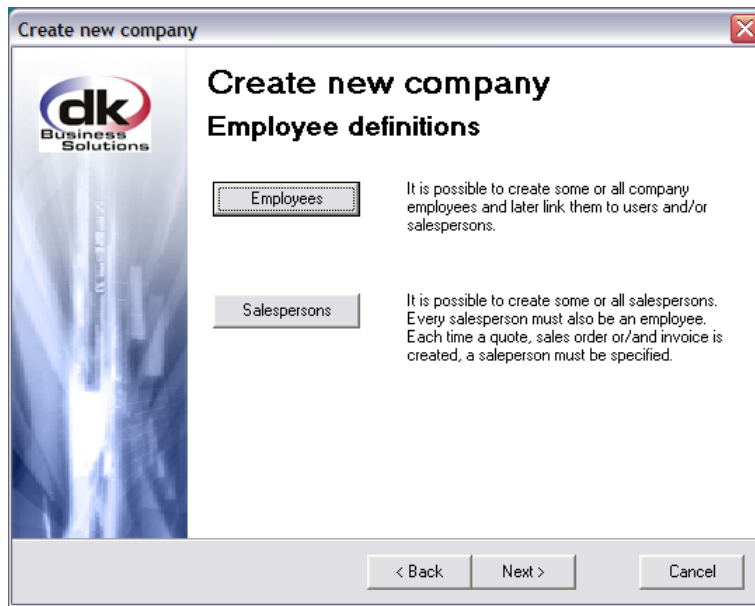 Create new company
dk
Business
Solutions
Create new company
Employee definitions
Employees
It is possible to create some or all company
employees and later link them to users and/or
salespersons.
Salespersons
It is possible to create some or all salespersons.
Every salesperson must also be an employee.
Each time a quote, sales order or/and invoice is
created, a saleperson must be specified.
< Back
Next >
Cancel